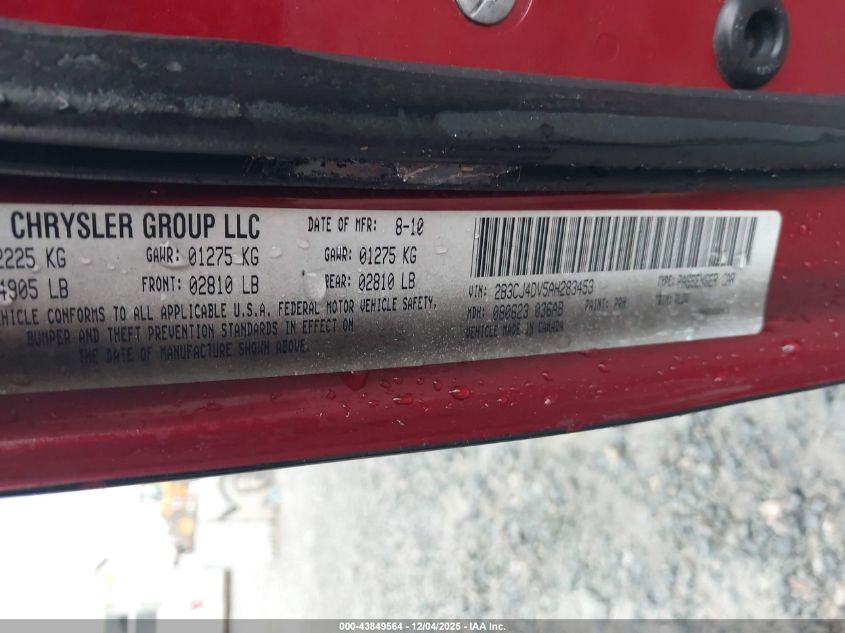 CHRYSLER GROUP LLC DATE OF MFR: 8-10
2225 KG GAWR: 01275 KG GAWR: 01275 KG
4905 LB FRONT: 02810 LB REAR: 02810 LB
VEHICLE CONFORMS TO ALL APPLICABLE U.S.A. FEDERAL MOTOR VEHICLE SAFETY,
BUMPER AND THEFT PREVENTION STANDARDS IN EFFECT ON
THE DATE OF MANUFACTURE SHOWN ABOVE.
VIN: 2B3CJ4DV5AH283453 TYPE: PASSENGER CAR
MDH: 080623 036AB PAINT: PRH TRIM:
VEHICLE MADE IN CANADA
000-43849564 | 12/04/2025 - IAA Inc.